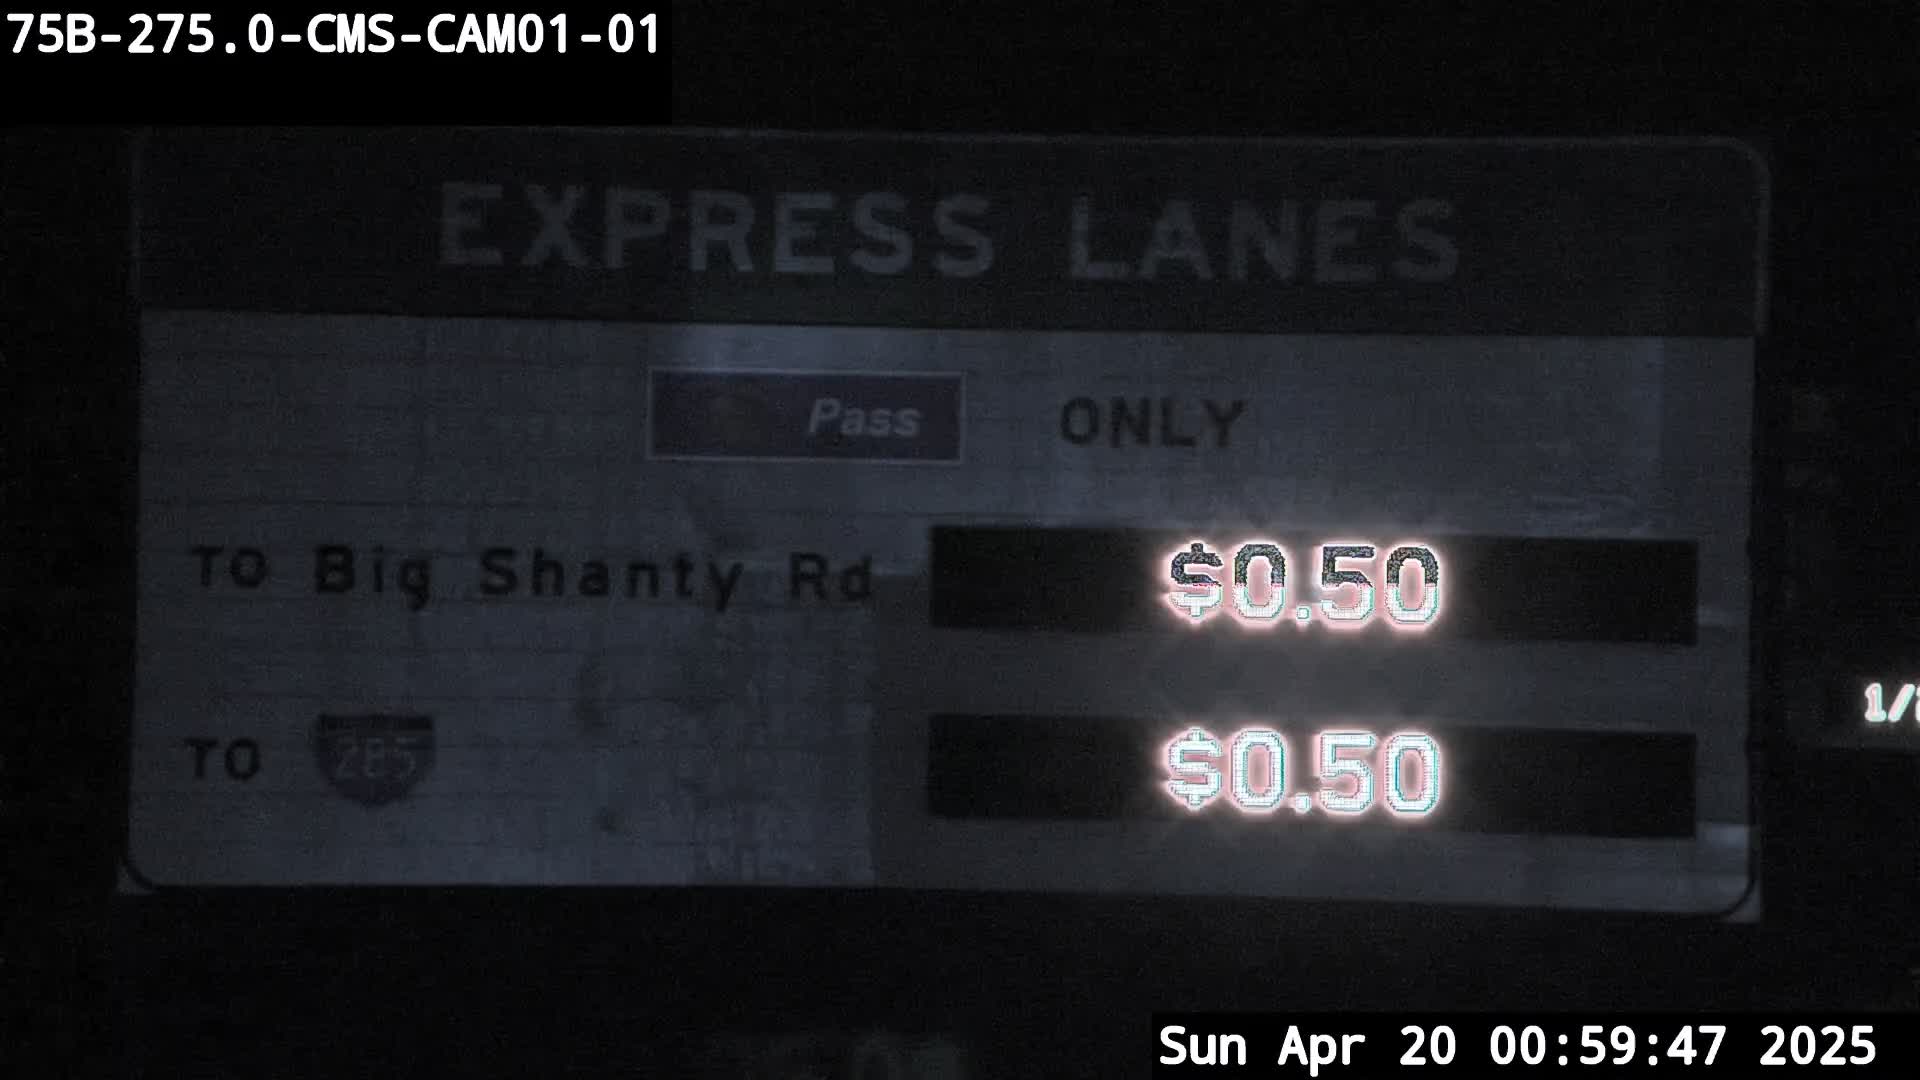 75B-275.0-CMS-CAM01-01
EXPRESS LANES
Pass ONLY
TO Big Shanty Rd $0.50
TO 285 $0.50
Sun Apr 20 00:59:47 2025